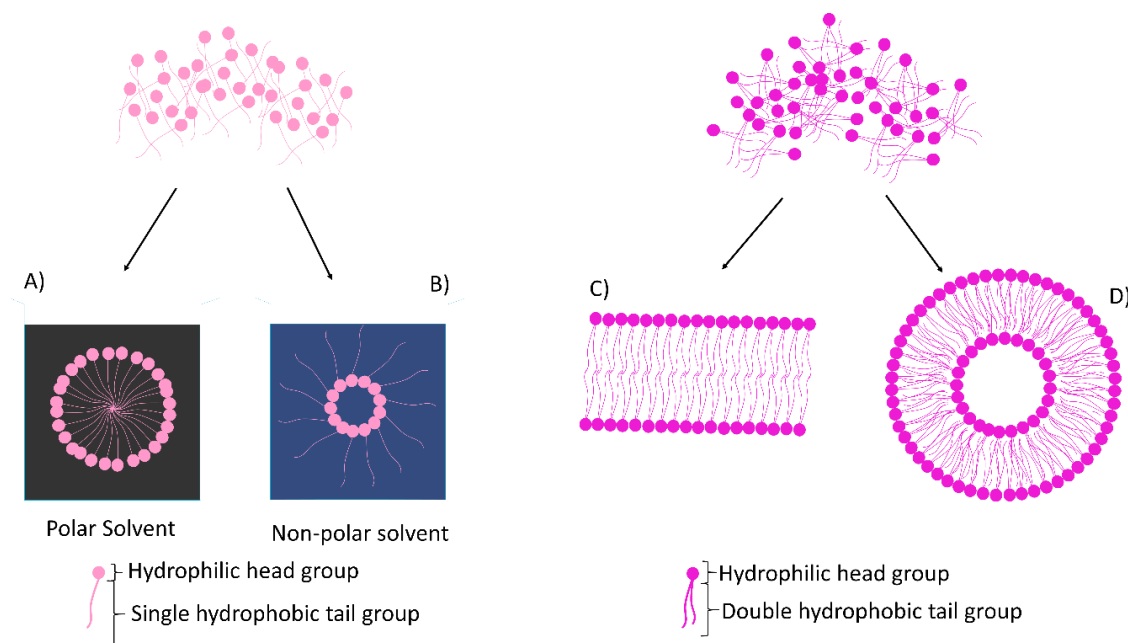 A)
B)
C)
D)
Polar Solvent
Non-polar solvent
Hydrophilic head group
Single hydrophobic tail group
Hydrophilic head group
Double hydrophobic tail group